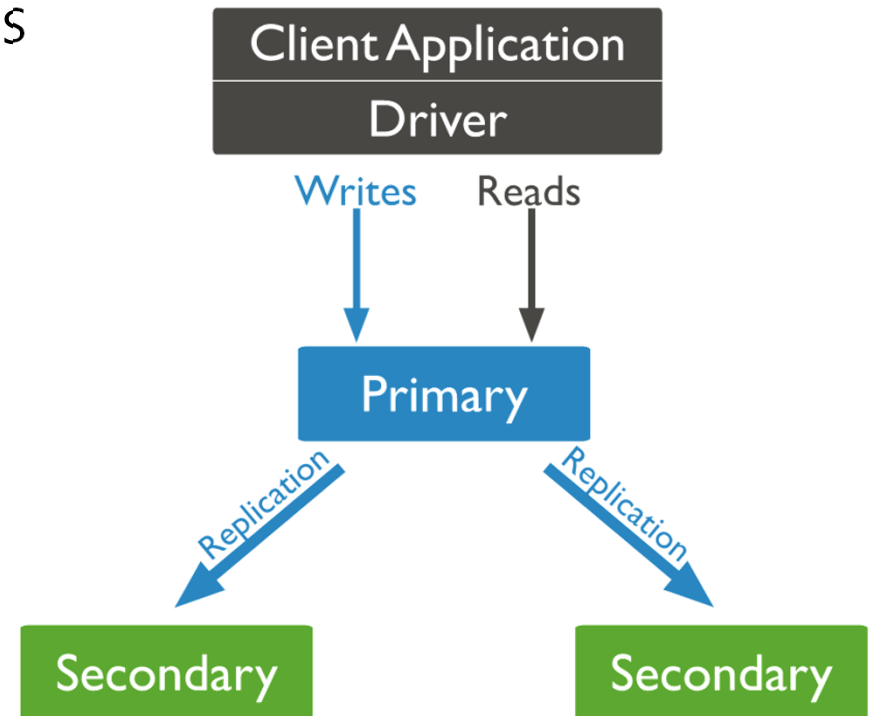 S
Client Application
Driver
Writes Reads
Primary
Replication Replication
Secondary Secondary